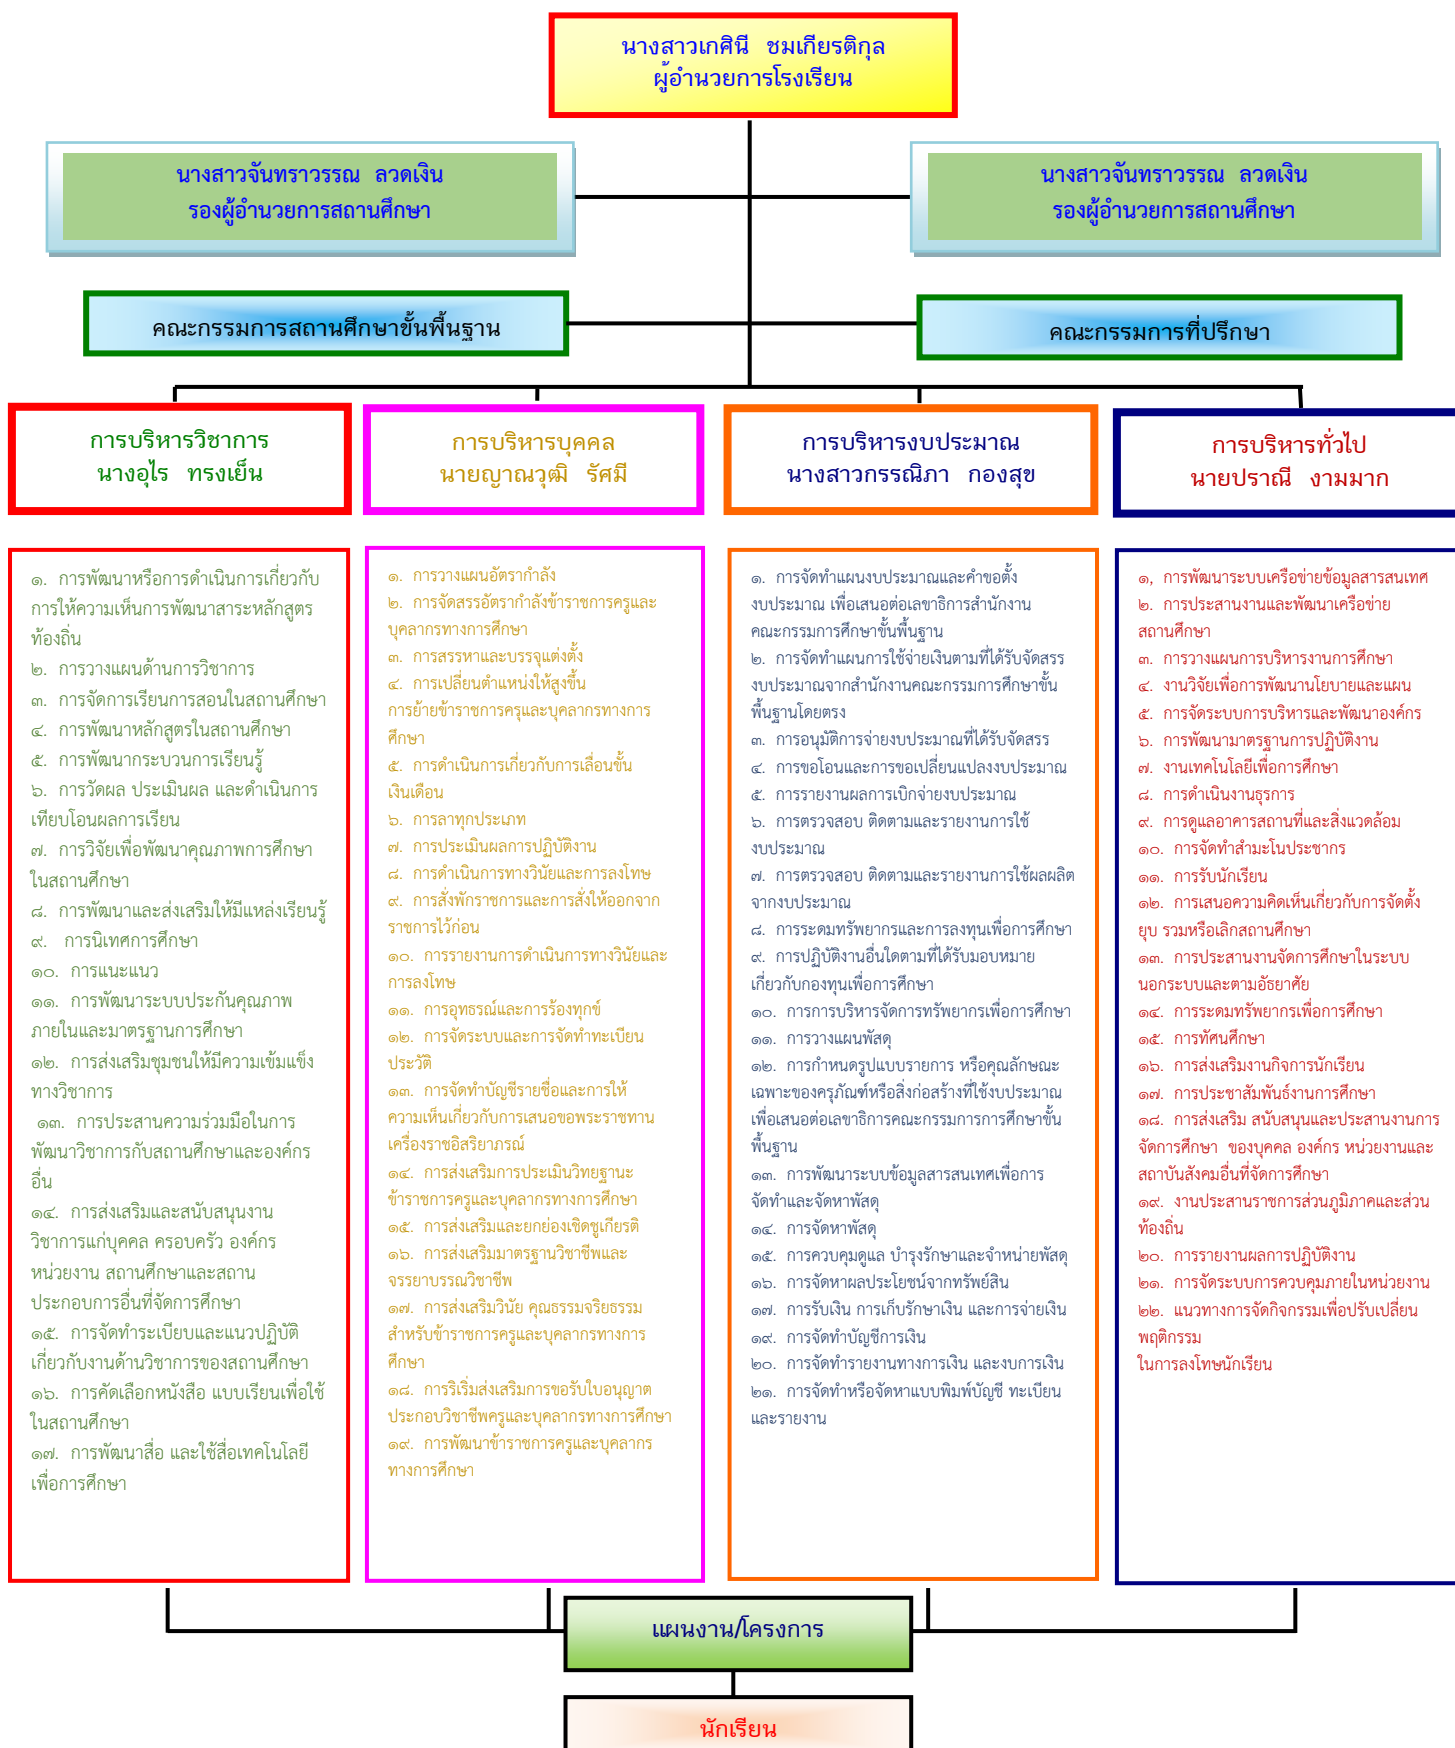 นางสาวเกศินี ชมเกียรติกุล
ผู้อำนวยการโรงเรียน
นางสาวจันทราวรรณ ลวดเงิน
รองผู้อำนวยการสถานศึกษา
นางสาวจันทราวรรณ ลวดเงิน
รองผู้อำนวยการสถานศึกษา
คณะกรรมการสถานศึกษาขั้นพื้นฐาน
คณะกรรมการที่ปรึกษา
การบริหารวิชาการ
นางอุไร ทรงเย็น
การบริหารบุคคล
นายญาณวุฒิ รัศมี
การบริหารงบประมาณ
นางสาวกรรณิภา กองสุข
การบริหารทั่วไป
นายปราณี งามมาก
๑. การพัฒนาหรือการดำเนินการเกี่ยวกับ
การให้ความเห็นการพัฒนาสาระหลักสูตร
ท้องถิ่น
๒. การวางแผนด้านการวิชาการ
๓. การจัดการเรียนการสอนในสถานศึกษา
๔. การพัฒนาหลักสูตรในสถานศึกษา
๕. การพัฒนากระบวนการเรียนรู้
๖. การวัดผล ประเมินผล และดำเนินการ
เทียบโอนผลการเรียน
๗. การวิจัยเพื่อพัฒนาคุณภาพการศึกษา
ในสถานศึกษา
๘. การพัฒนาและส่งเสริมให้มีแหล่งเรียนรู้
๙. การนิเทศการศึกษา
๑๐. การแนะแนว
๑๑. การพัฒนาระบบประกันคุณภาพ
ภายในและมาตรฐานการศึกษา
๑๒. การส่งเสริมชุมชนให้มีความเข้มแข็ง
ทางวิชาการ
๑๓. การประสานความร่วมมือในการ
พัฒนาวิชาการกับสถานศึกษาและองค์กร
อื่น
๑๔. การส่งเสริมและสนับสนุนงาน
วิชาการแก่บุคคล ครอบครัว องค์กร
หน่วยงาน สถานศึกษาและสถาน
ประกอบการอื่นที่จัดการศึกษา
๑๕. การจัดทำระเบียบและแนวปฏิบัติ
เกี่ยวกับงานด้านวิชาการของสถานศึกษา
๑๖. การคัดเลือกหนังสือ แบบเรียนเพื่อใช้
ในสถานศึกษา
๑๗. การพัฒนาสื่อ และใช้สื่อเทคโนโลยี
เพื่อการศึกษา
๑. การวางแผนอัตรากำลัง
๒. การจัดสรรอัตรากำลังข้าราชการครูและ
บุคลากรทางการศึกษา
๓. การสรรหาและบรรจุแต่งตั้ง
๔. การเปลี่ยนตำแหน่งให้สูงขึ้น
การย้ายข้าราชการครุและบุคลากรทางการ
ศึกษา
๕. การดำเนินการเกี่ยวกับการเลื่อนขั้น
เงินเดือน
๖. การลาทุกประเภท
๗. การประเมินผลการปฏิบัติงาน
๘. การดำเนินการทางวินัยและการลงโทษ
๙. การสั่งพักราชการและการสั่งให้ออกจาก
ราชการไว้ก่อน
๑๐. การรายงานการดำเนินการทางวินัยและ
การลงโทษ
๑๑. การอุทธรณ์และการร้องทุกข์
๑๒. การจัดระบบและการจัดทำทะเบียน
ประวัติ
๑๓. การจัดทำบัญชีรายชื่อและการให้
ความเห็นเกี่ยวกับการเสนอขอพระราชทาน
เครื่องราชอิสริยาภรณ์
๑๔. การส่งเสริมการประเมินวิทยฐานะ
ข้าราชการครูและบุคลากรทางการศึกษา
๑๕. การส่งเสริมและยกย่องเชิดชูเกียรติ
๑๖. การส่งเสริมมาตรฐานวิชาชีพและ
จรรยาบรรณวิชาชีพ
๑๗. การส่งเสริมวินัย คุณธรรมจริยธรรม
สำหรับข้าราชการครูและบุคลากรทางการ
ศึกษา
๑๘. การริเริ่มส่งเสริมการขอรับใบอนุญาต
ประกอบวิชาชีพครูและบุคลากรทางการศึกษา
๑๙. การพัฒนาข้าราชการครูและบุคลากร
ทางการศึกษา
๑. การจัดทำแผนงบประมาณและคำขอตั้ง
งบประมาณ เพื่อเสนอต่อเลขาธิการสำนักงาน
คณะกรรมการศึกษาขั้นพื้นฐาน
๒. การจัดทำแผนการใช้จ่ายเงินตามที่ได้รับจัดสรร
งบประมาณจากสำนักงานคณะกรรมการศึกษาขั้น
พื้นฐานโดยตรง
๓. การอนุมัติการจ่ายงบประมาณที่ได้รับจัดสรร
๔. การขอโอนและการขอเปลี่ยนแปลงงบประมาณ
๕. การรายงานผลการเบิกจ่ายงบประมาณ
๖. การตรวจสอบ ติดตามและรายงานการใช้
งบประมาณ
๗. การตรวจสอบ ติดตามและรายงานการใช้ผลผลิต
จากงบประมาณ
๘. การระดมทรัพยากรและการลงทุนเพื่อการศึกษา
๙. การปฏิบัติงานอื่นใดตามที่ได้รับมอบหมาย
เกี่ยวกับกองทุนเพื่อการศึกษา
๑๐. การการบริหารจัดการทรัพยากรเพื่อการศึกษา
๑๑. การวางแผนพัสดุ
๑๒. การกำหนดรูปแบบรายการ หรือคุณลักษณะ
เฉพาะของครุภัณฑ์หรือสิ่งก่อสร้างที่ใช้งบประมาณ
เพื่อเสนอต่อเลขาธิการคณะกรรมการการศึกษาขั้น
พื้นฐาน
๑๓. การพัฒนาระบบข้อมูลสารสนเทศเพื่อการ
จัดทำและจัดหาพัสดุ
๑๔. การจัดหาพัสดุ
๑๕. การควบคุมดูแล บำรุงรักษาและจำหน่ายพัสดุ
๑๖. การจัดหาผลประโยชน์จากทรัพย์สิน
๑๗. การรับเงิน การเก็บรักษาเงิน และการจ่ายเงิน
๑๙. การจัดทำบัญชีการเงิน
๒๐. การจัดทำรายงานทางการเงิน และงบการเงิน
๒๑. การจัดทำหรือจัดหาแบบพิมพ์บัญชี ทะเบียน
และรายงาน
๑, การพัฒนาระบบเครือข่ายข้อมูลสารสนเทศ
๒. การประสานงานและพัฒนาเครือข่าย
สถานศึกษา
๓. การวางแผนการบริหารงานการศึกษา
๔. งานวิจัยเพื่อการพัฒนานโยบายและแผน
๕. การจัดระบบการบริหารและพัฒนาองค์กร
๖. การพัฒนามาตรฐานการปฏิบัติงาน
๗. งานเทคโนโลยีเพื่อการศึกษา
๘. การดำเนินงานธุรการ
๙. การดูแลอาคารสถานที่และสิ่งแวดล้อม
๑๐. การจัดทำสำมะโนประชากร
๑๑. การรับนักเรียน
๑๒. การเสนอความคิดเห็นเกี่ยวกับการจัดตั้ง
ยุบ รวมหรือเลิกสถานศึกษา
๑๓. การประสานงานจัดการศึกษาในระบบ
นอกระบบและตามอัธยาศัย
๑๔. การระดมทรัพยากรเพื่อการศึกษา
๑๕. การทัศนศึกษา
๑๖. การส่งเสริมงานกิจการนักเรียน
๑๗. การประชาสัมพันธ์งานการศึกษา
๑๘. การส่งเสริม สนับสนุนและประสานงานการ
จัดการศึกษา ของบุคคล องค์กร หน่วยงานและ
สถาบันสังคมอื่นที่จัดการศึกษา
๑๙. งานประสานราชการส่วนภูมิภาคและส่วน
ท้องถิ่น
๒๐. การรายงานผลการปฏิบัติงาน
๒๑. การจัดระบบการควบคุมภายในหน่วยงาน
๒๒. แนวทางการจัดกิจกรรมเพื่อปรับเปลี่ยน
พฤติกรรม
ในการลงโทษนักเรียน
แผนงาน/โครงการ
นักเรียน